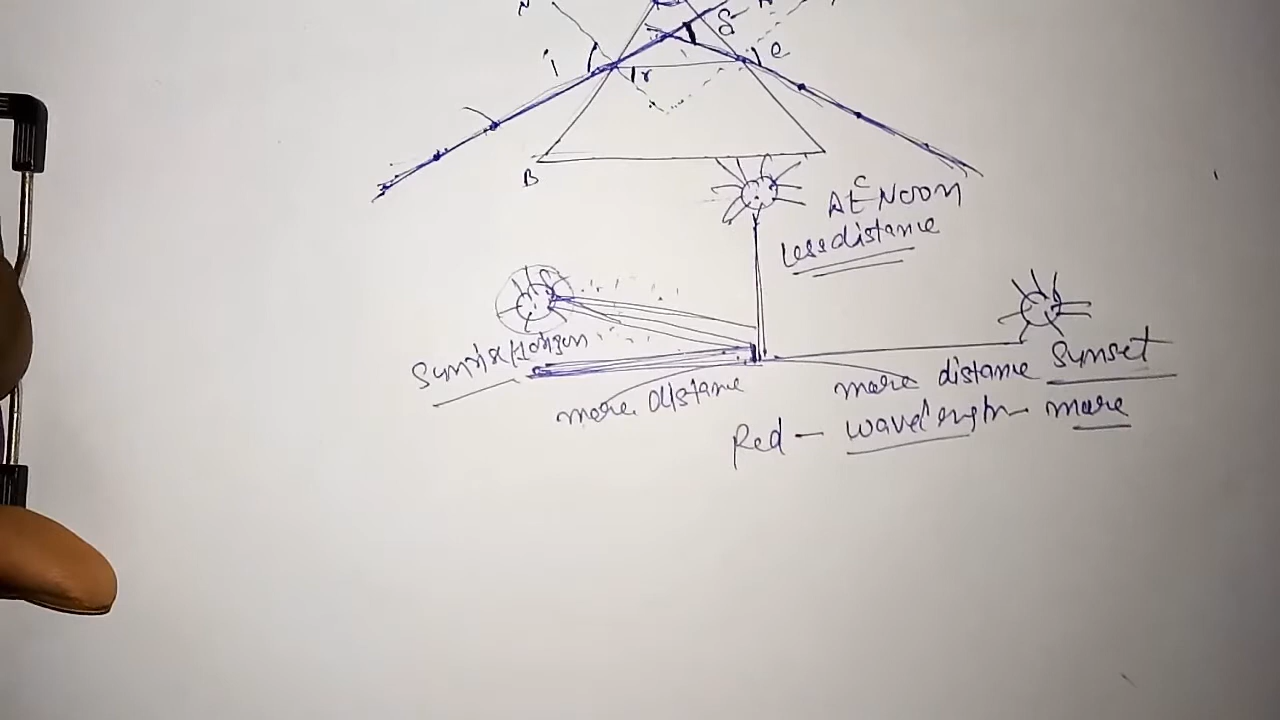 N
i
r
δ
e
B
C
At Noon
Less distance
Sunrise/Horizon
more distance
more distance Sunset
Red - wavelength - more